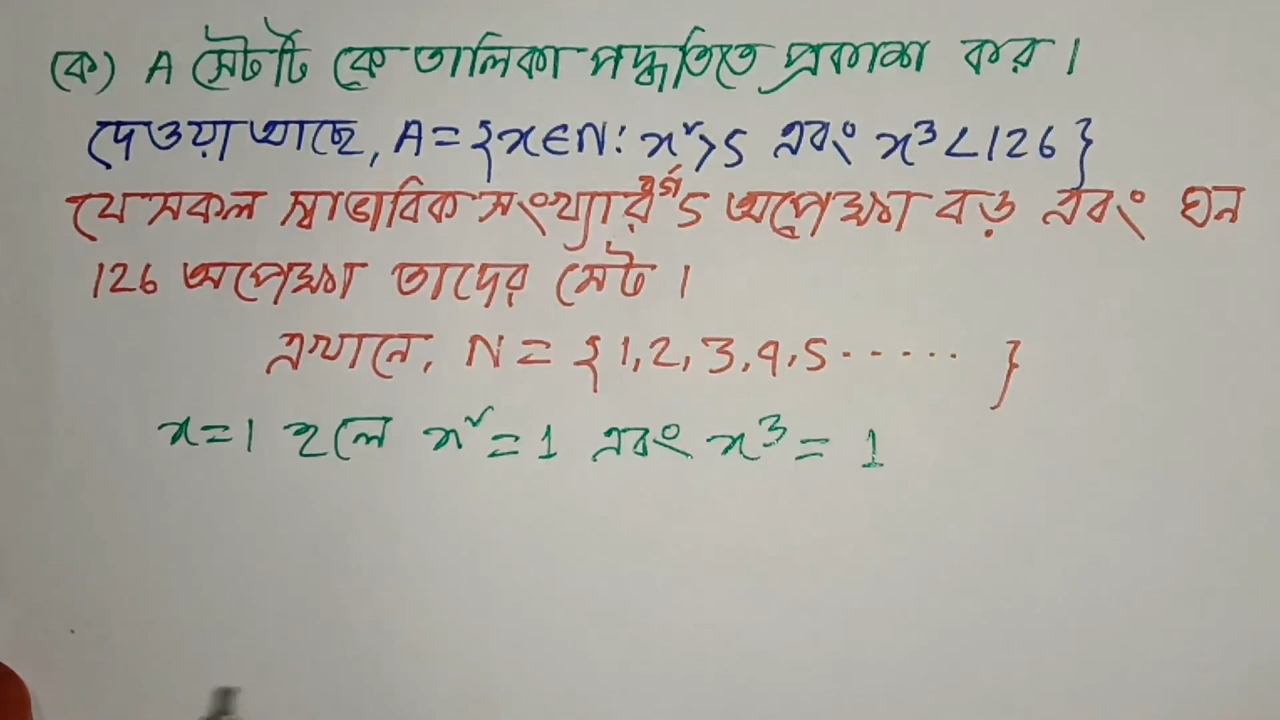 (ক) A সেটটি কে তালিকা পদ্ধতিতে প্রকাশ কর।
দেওয়া আছে, A = {x∈N: x² > 5 এবং x³ < 126}
যে সকল স্বাভাবিক সংখ্যার বর্গ 5 অপেক্ষা বড় এবং ঘন
126 অপেক্ষা তাদের সেট।
এখানে, N = {1, 2, 3, 4, 5 ...... }
x = 1 হলে x² = 1 এবং x³ = 1